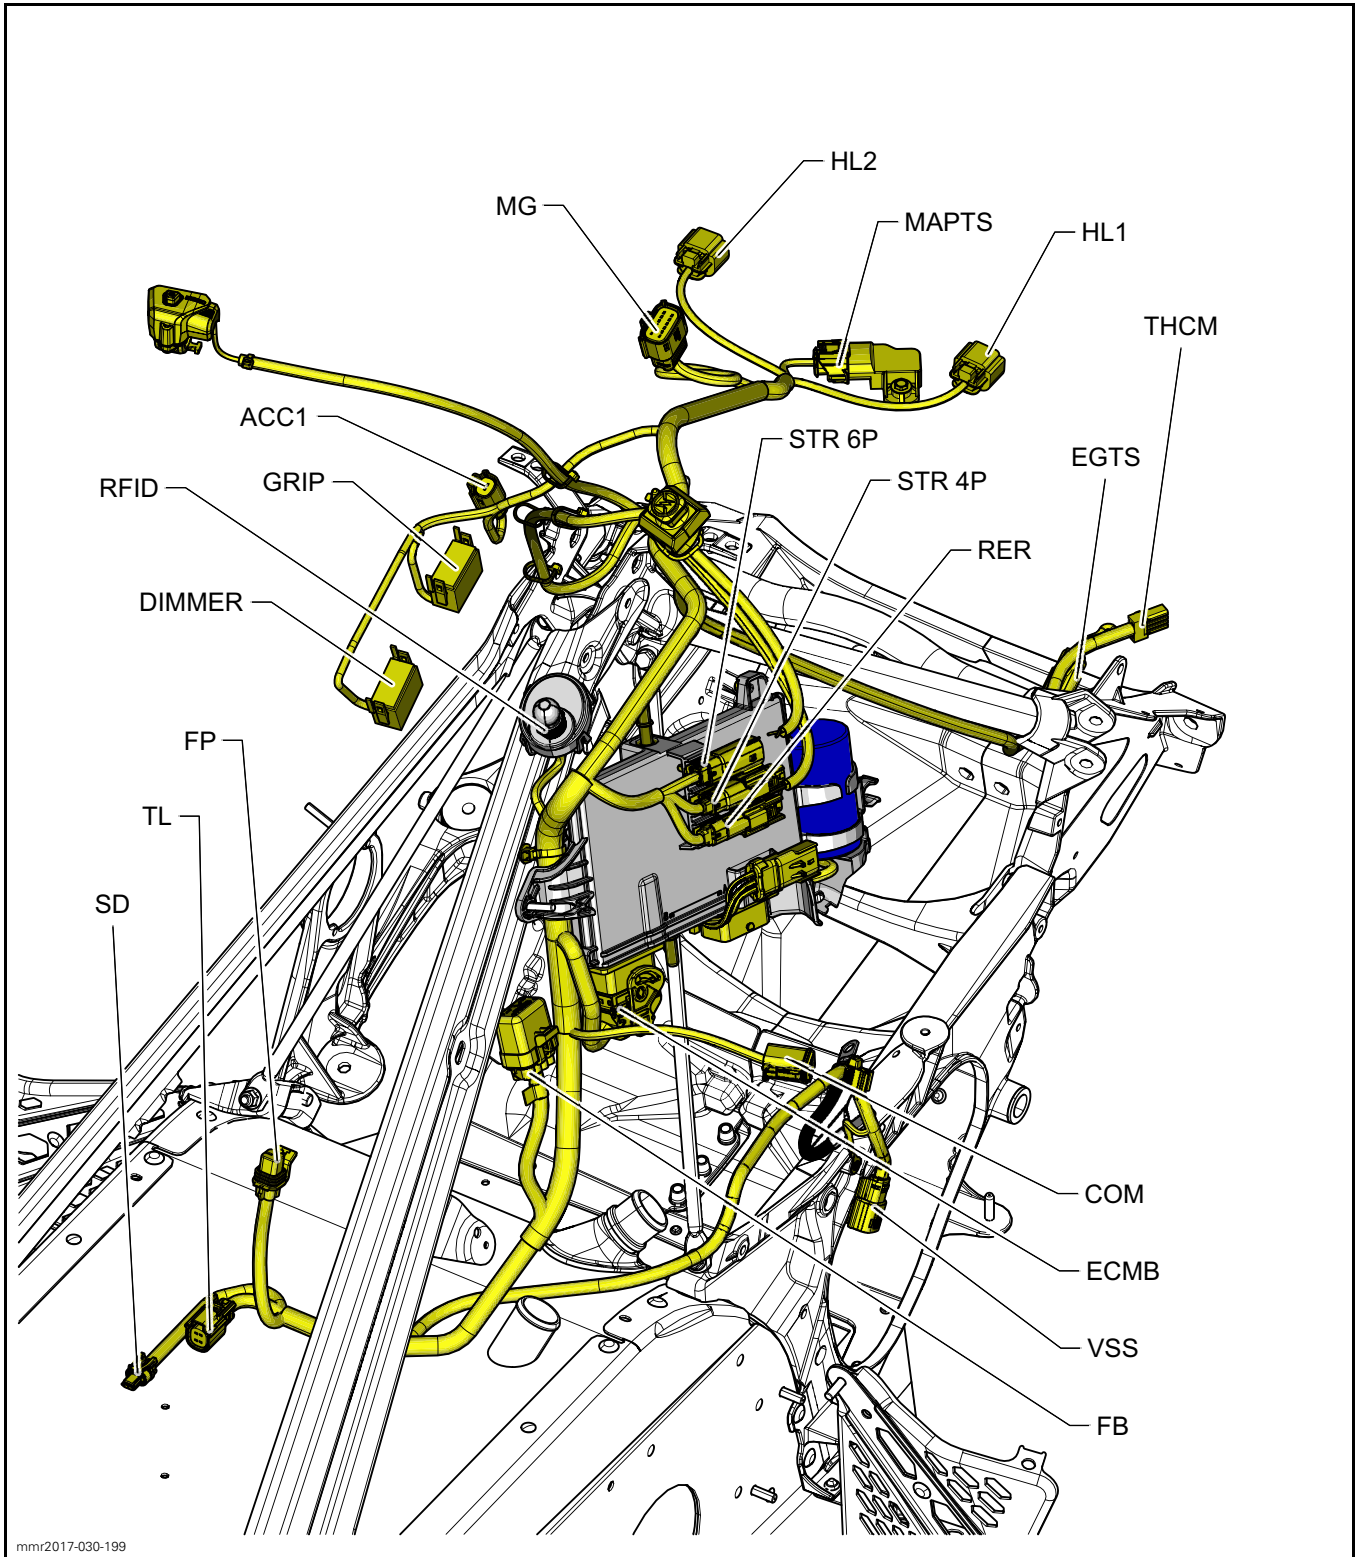 HL2
MG
MAPTS
HL1
THCM
ACC1
STR 6P
EGTS
RFID
GRIP
STR 4P
RER
DIMMER
FP
TL
SD
COM
ECMB
VSS
FB
mmr2017-030-199